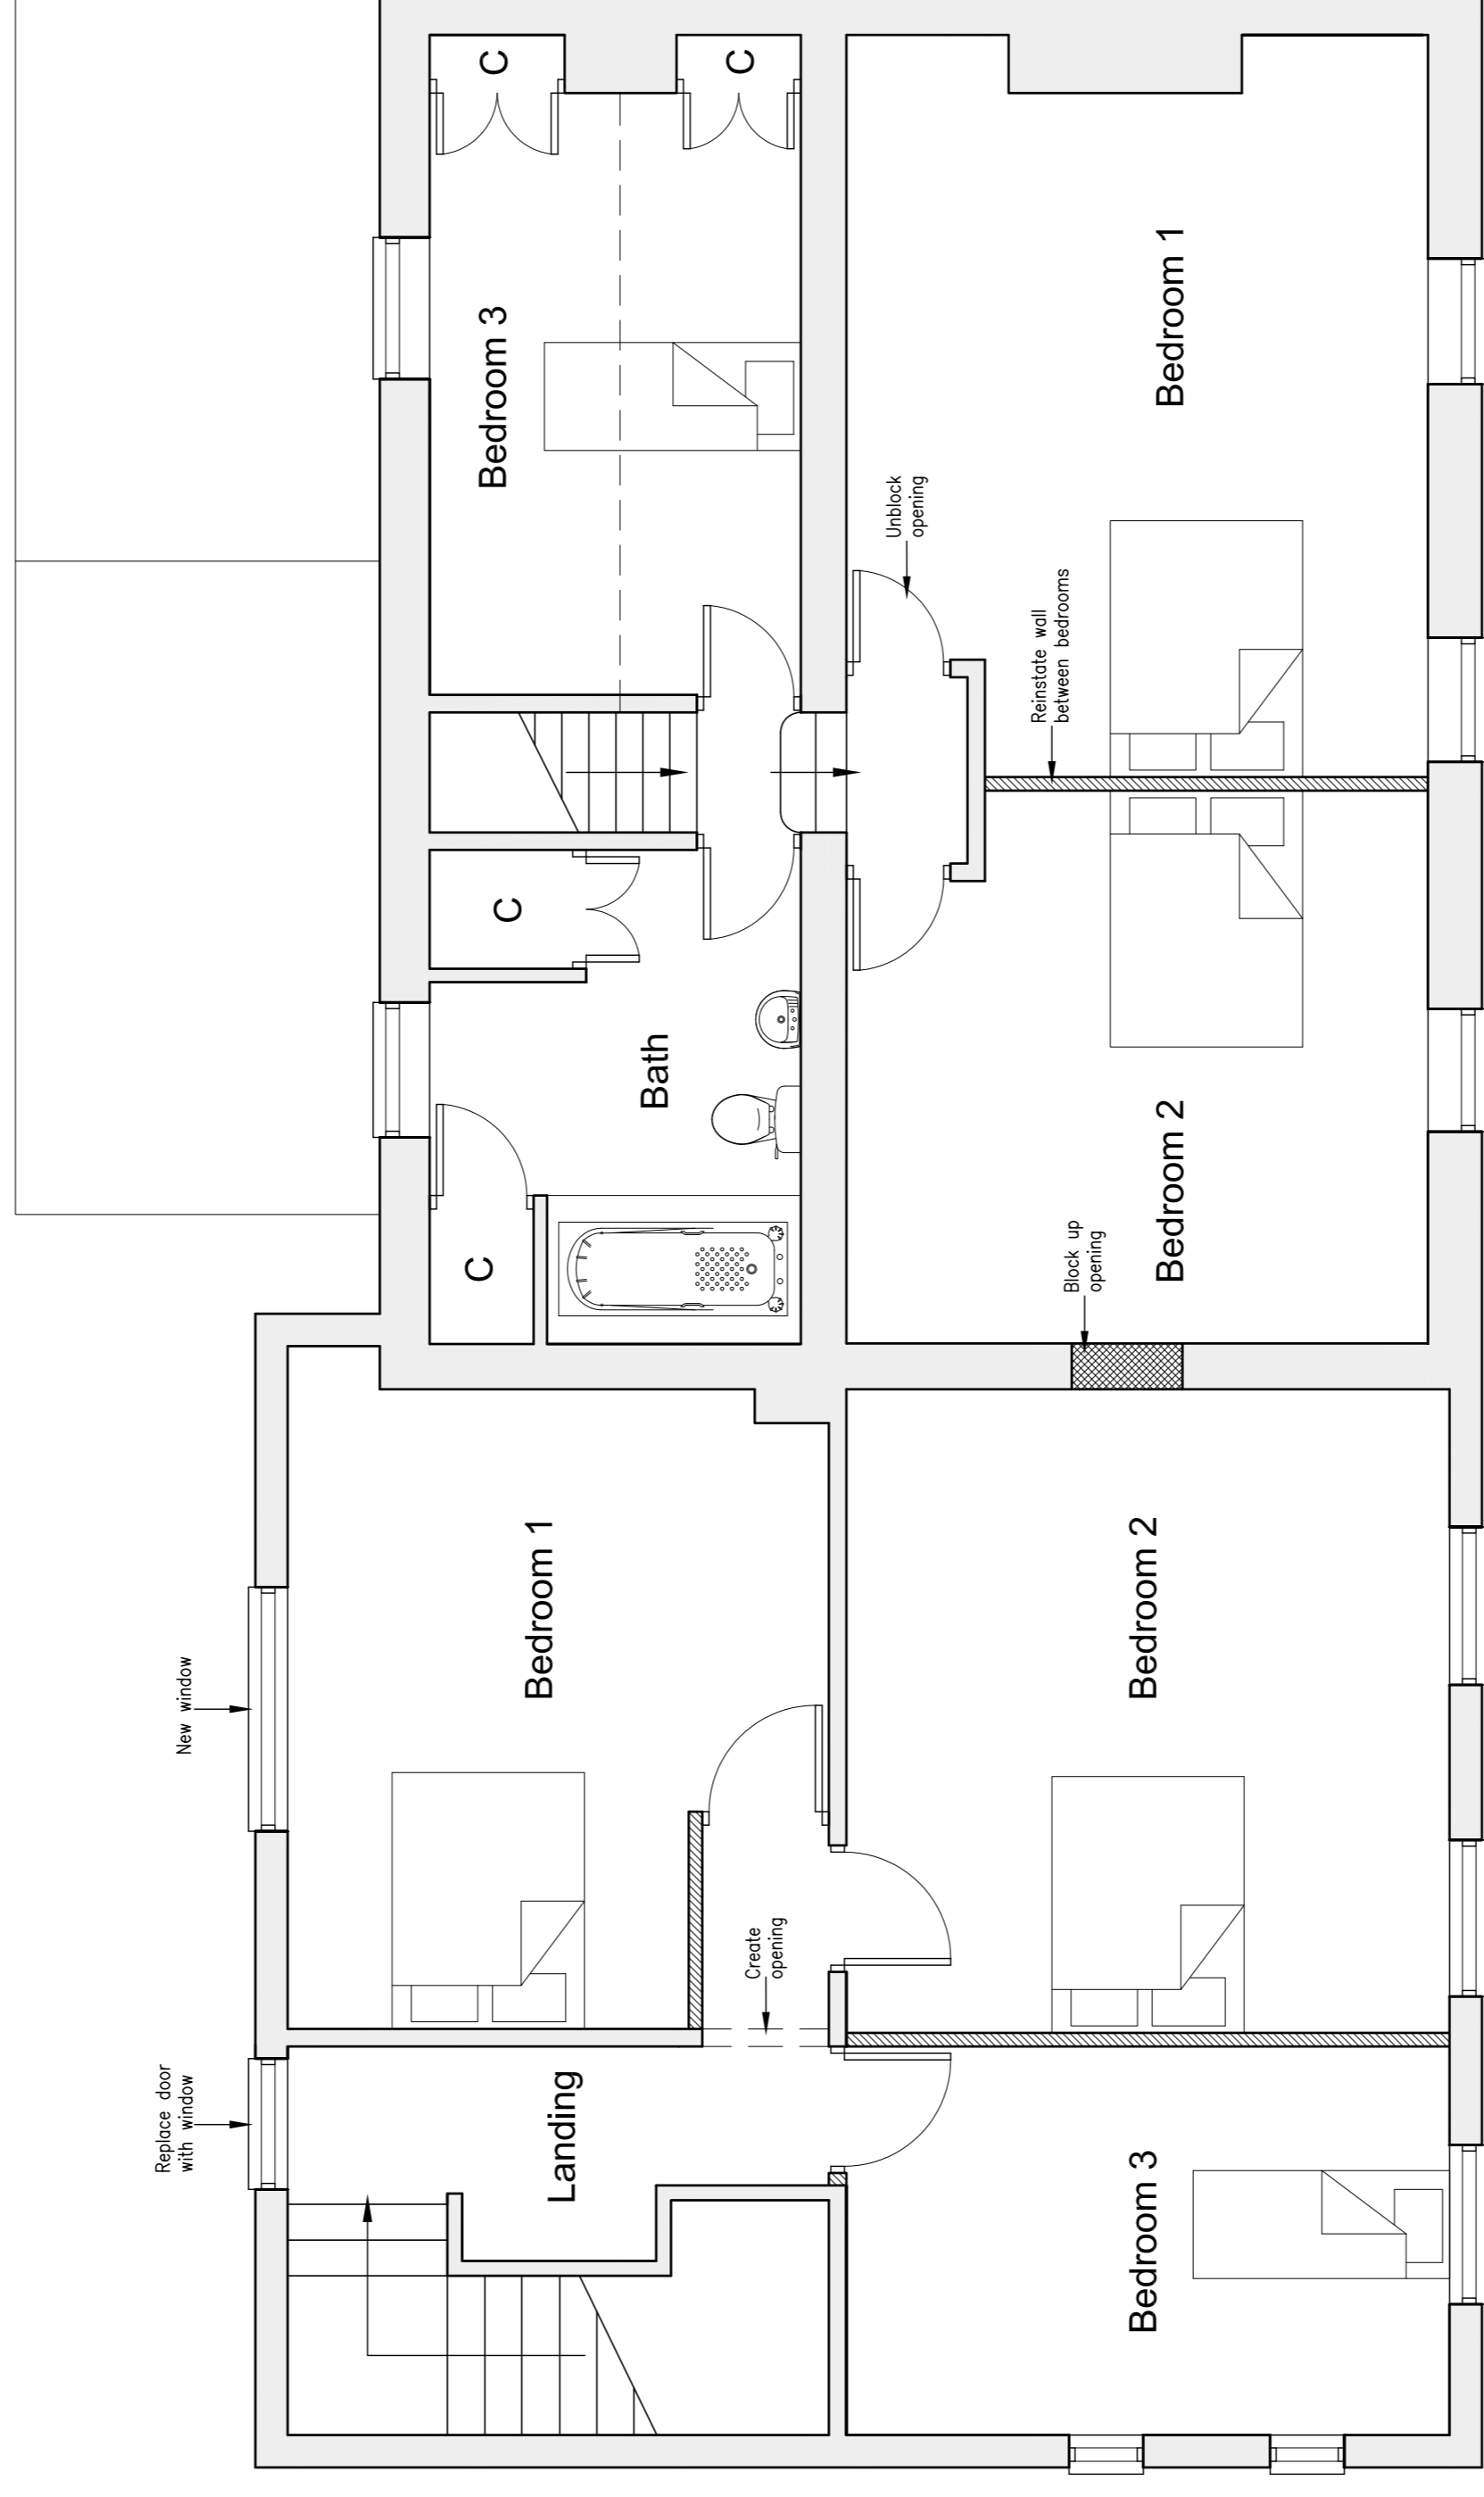 New window
Replace door
with window
Bedroom 1
Landing
Create
opening
Bedroom 2
Bedroom 3
Block up
opening
C
C
Bath
Bedroom 3
C
C
Unblock
opening
Reinstate wall
between bedrooms
Bedroom 2
Bedroom 1